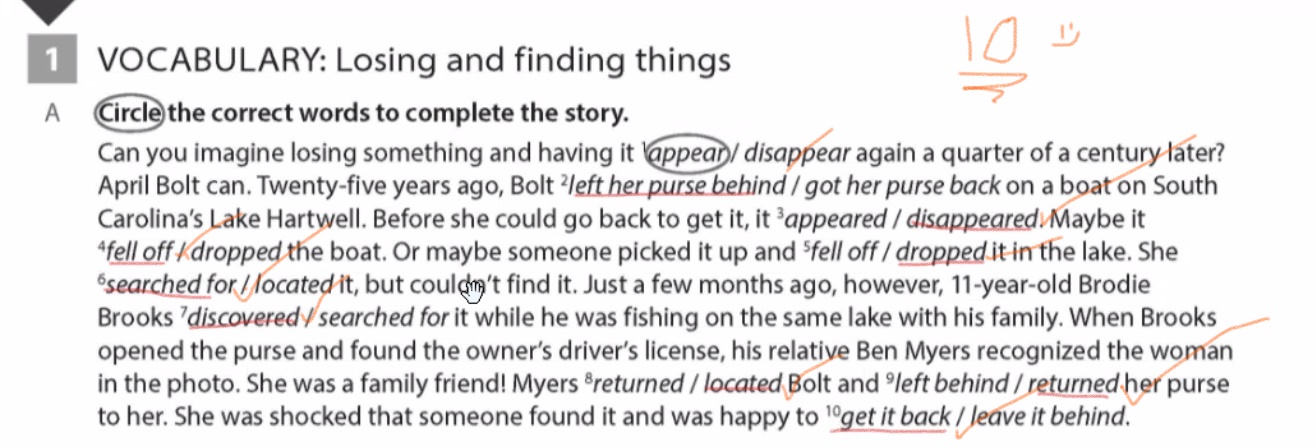 10
1 VOCABULARY: Losing and finding things
A Circle the correct words to complete the story.
Can you imagine losing something and having it ¹appear / disappear again a quarter of a century later?
April Bolt can. Twenty-five years ago, Bolt ²left her purse behind / got her purse back on a boat on South
Carolina's Lake Hartwell. Before she could go back to get it, it ³appeared / disappeared. Maybe it
⁴fell off / dropped the boat. Or maybe someone picked it up and ⁵fell off / dropped it in the lake. She
⁶searched for / located it, but couldn't find it. Just a few months ago, however, 11-year-old Brodie
Brooks ⁷discovered / searched for it while he was fishing on the same lake with his family. When Brooks
opened the purse and found the owner's driver's license, his relative Ben Myers recognized the woman
in the photo. She was a family friend! Myers ⁸returned / located Bolt and ⁹left behind / returned her purse
to her. She was shocked that someone found it and was happy to ¹⁰get it back / leave it behind.